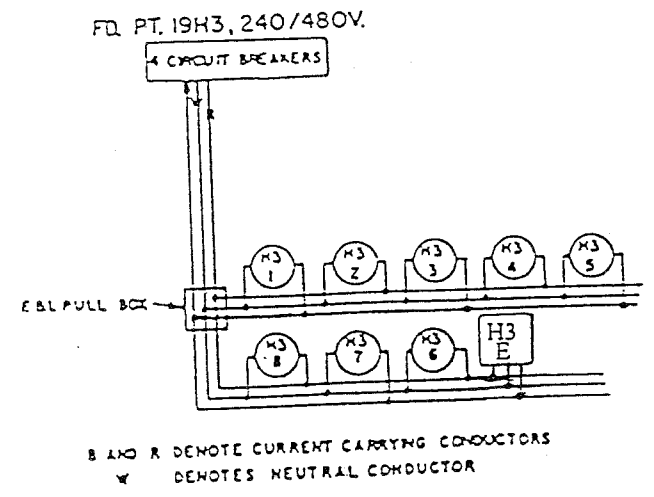 FD. PT. 19H3, 240/480V.
4 CIRCUIT BREAKERS
B
W
R
H3 1
H3 2
H3 3
H3 4
H3 5
EBL PULL BOX
H3 8
H3 7
H3 6
H3 E
B AND R DENOTE CURRENT CARRYING CONDUCTORS
W DENOTES NEUTRAL CONDUCTOR